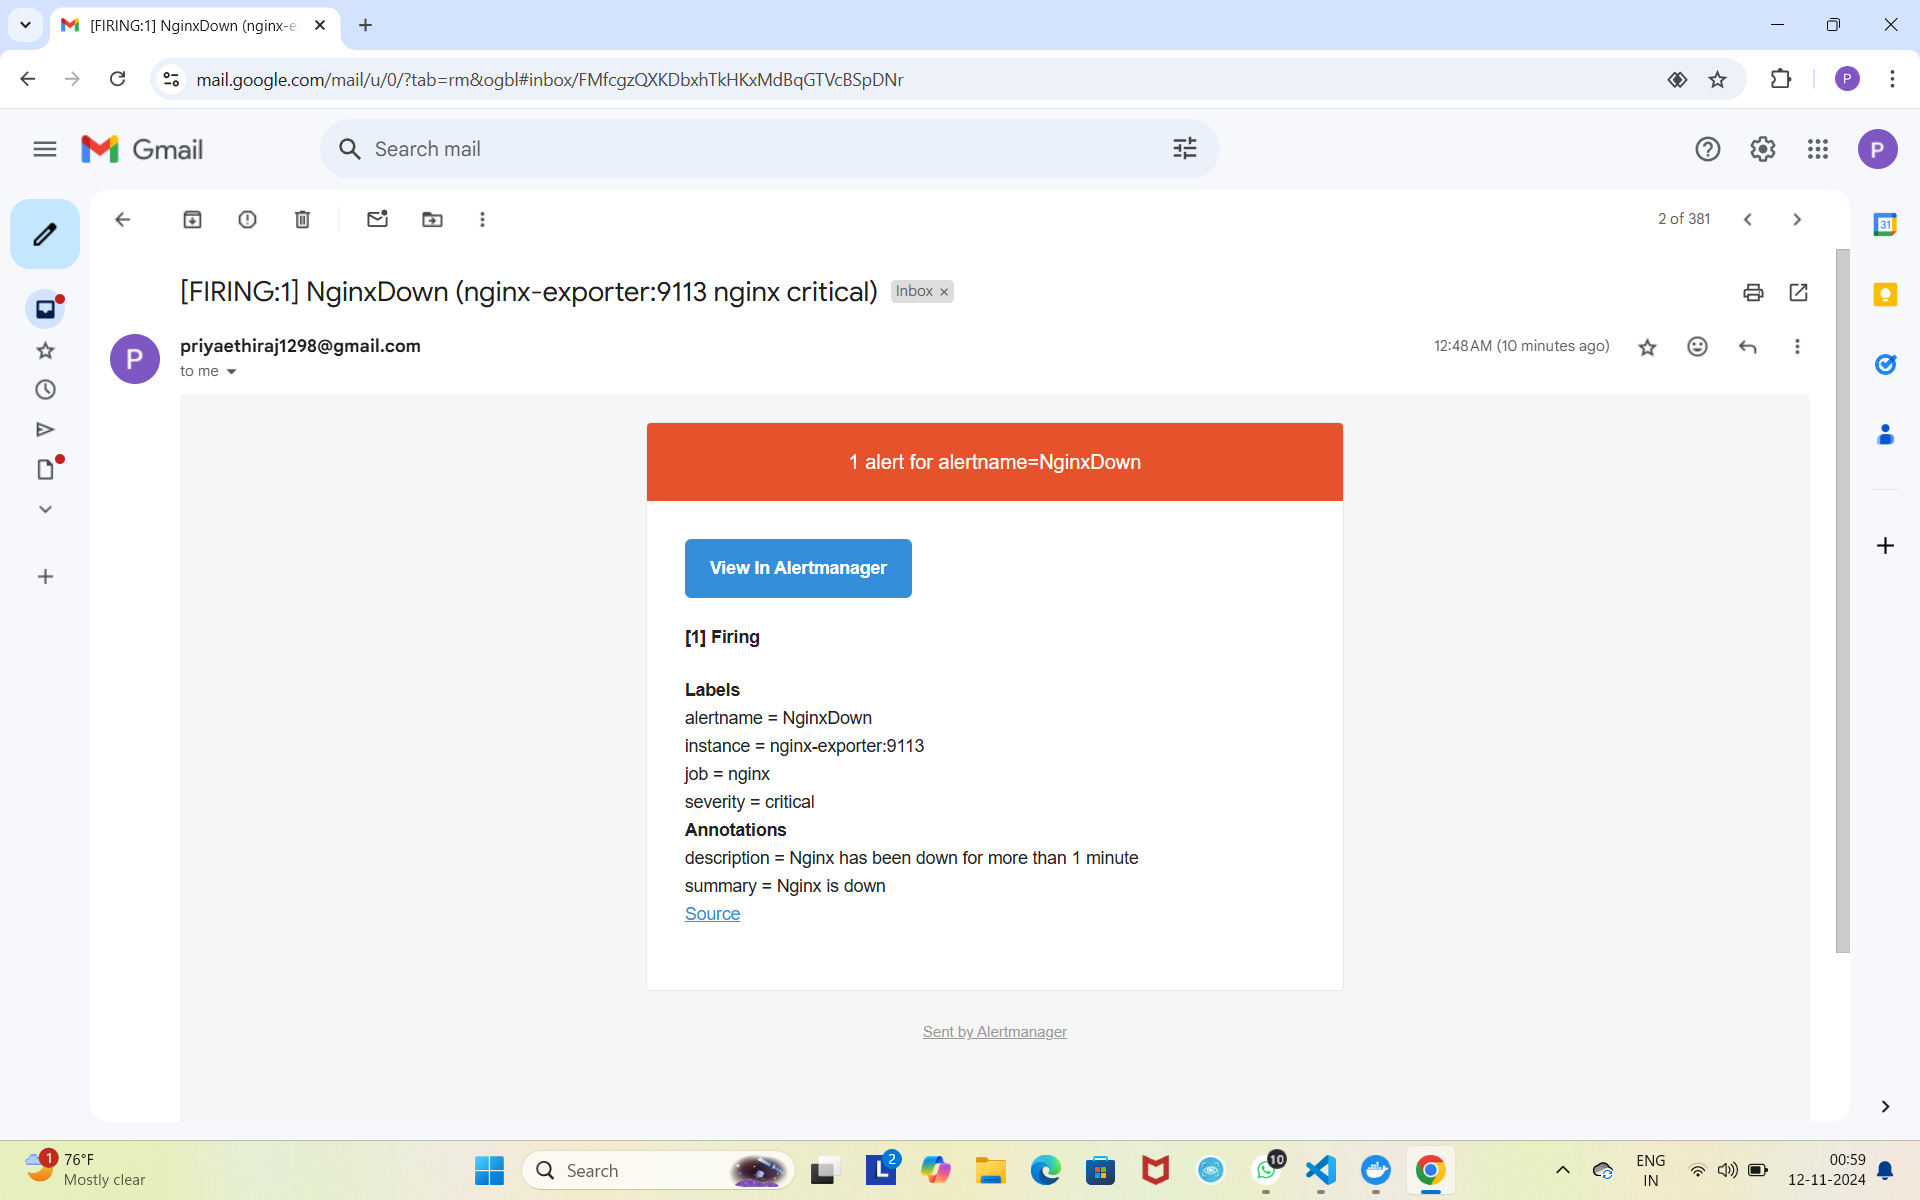 [FIRING:1] NginxDown (nginx-e
mail.google.com/mail/u/0/?tab=rm&ogbl#inbox/FMfcgzQXKDbxhTkHKxMdBqGTVcBSpDNr
P
Gmail
Search mail
P
2 of 381
31
[FIRING:1] NginxDown (nginx-exporter:9113 nginx critical)
Inbox ×
P
priyaethiraj1298@gmail.com
12:48 AM (10 minutes ago)
to me
1 alert for alertname=NginxDown
View In Alertmanager
[1] Firing
Labels
alertname = NginxDown
instance = nginx-exporter:9113
job = nginx
severity = critical
Annotations
description = Nginx has been down for more than 1 minute
summary = Nginx is down
Source
Sent by Alertmanager
1
76°F
Mostly clear
Search
L
2
10
ENG
IN
00:59
12-11-2024